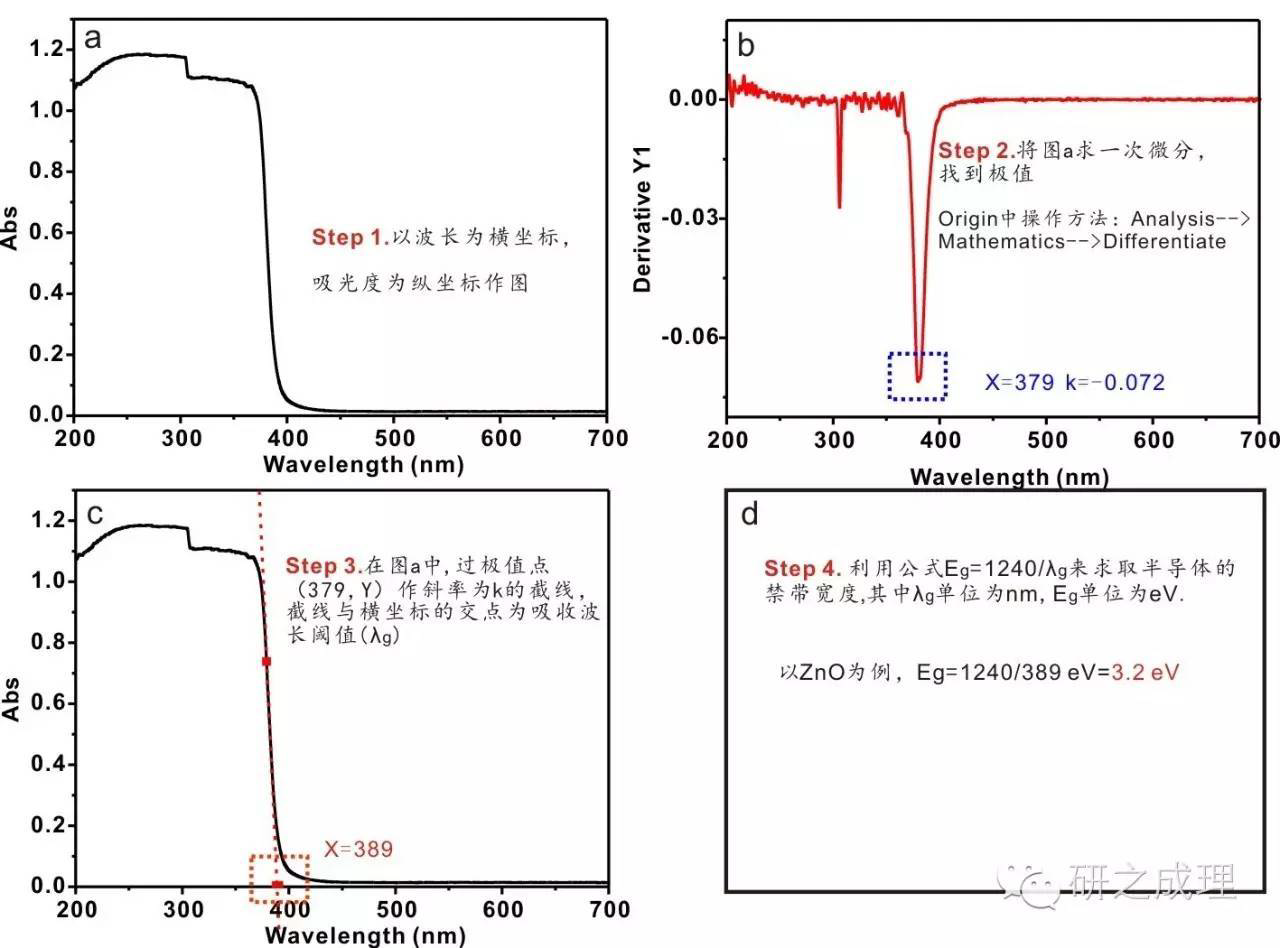 a
1.2
1.0
0.8
0.6
0.4
0.2
0.0
Abs
200 300 400 500 600 700
Wavelength (nm)
Step 1.以波长为横坐标，
吸光度为纵坐标作图
b
0.00
-0.03
-0.06
Derivative Y1
200 300 400 500 600 700
Wavelength (nm)
Step 2.将图a求一次微分，
找到极值
Origin中操作方法：Analysis-->
Mathematics-->Differentiate
X=379 k=-0.072
c
1.2
1.0
0.8
0.6
0.4
0.2
0.0
Abs
200 300 400 500 600 700
Wavelength (nm)
Step 3.在图a中,过极值点
（379,Y）作斜率为k的截线，
截线与横坐标的交点为吸收波
长阈值(λg)
X=389
d
Step 4. 利用公式Eg=1240/λg来求取半导体的
禁带宽度,其中λg单位为nm, Eg单位为eV.
以ZnO为例，Eg=1240/389 eV=3.2 eV
研之成理